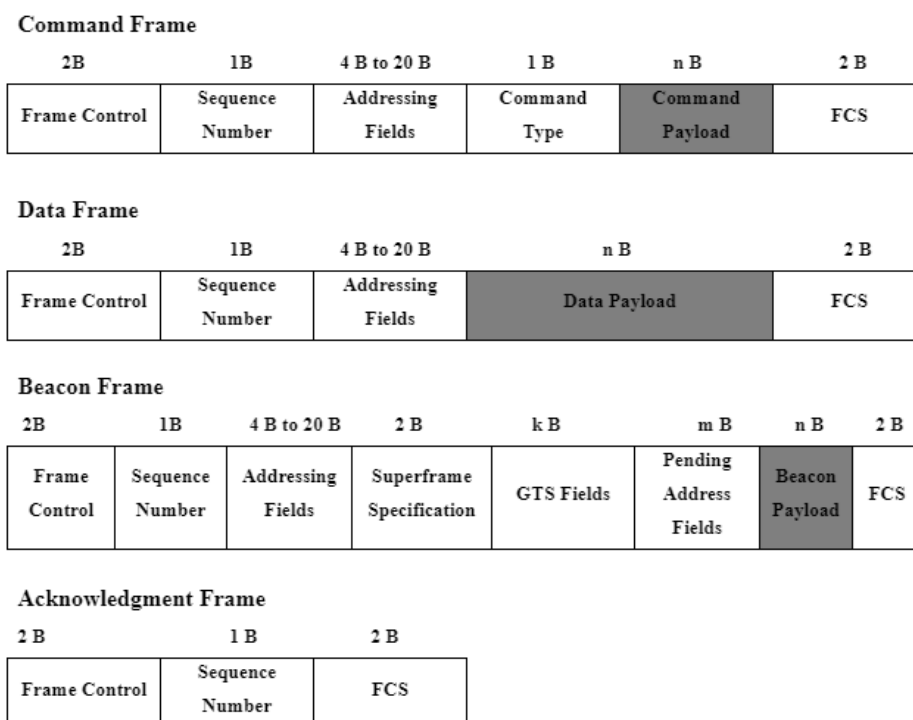 Command Frame
2B 1B 4 B to 20 B 1 B n B 2 B
Frame Control Sequence Number Addressing Fields Command Type Command Payload FCS
Data Frame
2B 1B 4 B to 20 B n B 2 B
Frame Control Sequence Number Addressing Fields Data Payload FCS
Beacon Frame
2B 1B 4 B to 20 B 2 B k B m B n B 2 B
Frame Control Sequence Number Addressing Fields Superframe Specification GTS Fields Pending Address Fields Beacon Payload FCS
Acknowledgment Frame
2 B 1 B 2 B
Frame Control Sequence Number FCS